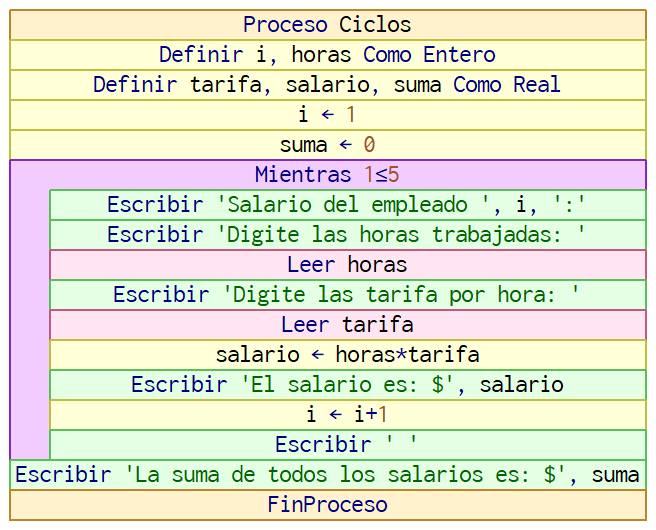 Proceso Ciclos
Definir i, horas Como Entero
Definir tarifa, salario, suma Como Real
i ← 1
suma ← 0
Mientras 1≤5
Escribir 'Salario del empleado ', i, ':'
Escribir 'Digite las horas trabajadas: '
Leer horas
Escribir 'Digite las tarifa por hora: '
Leer tarifa
salario ← horas*tarifa
Escribir 'El salario es: $', salario
i ← i+1
Escribir ' '
Escribir 'La suma de todos los salarios es: $', suma
FinProceso